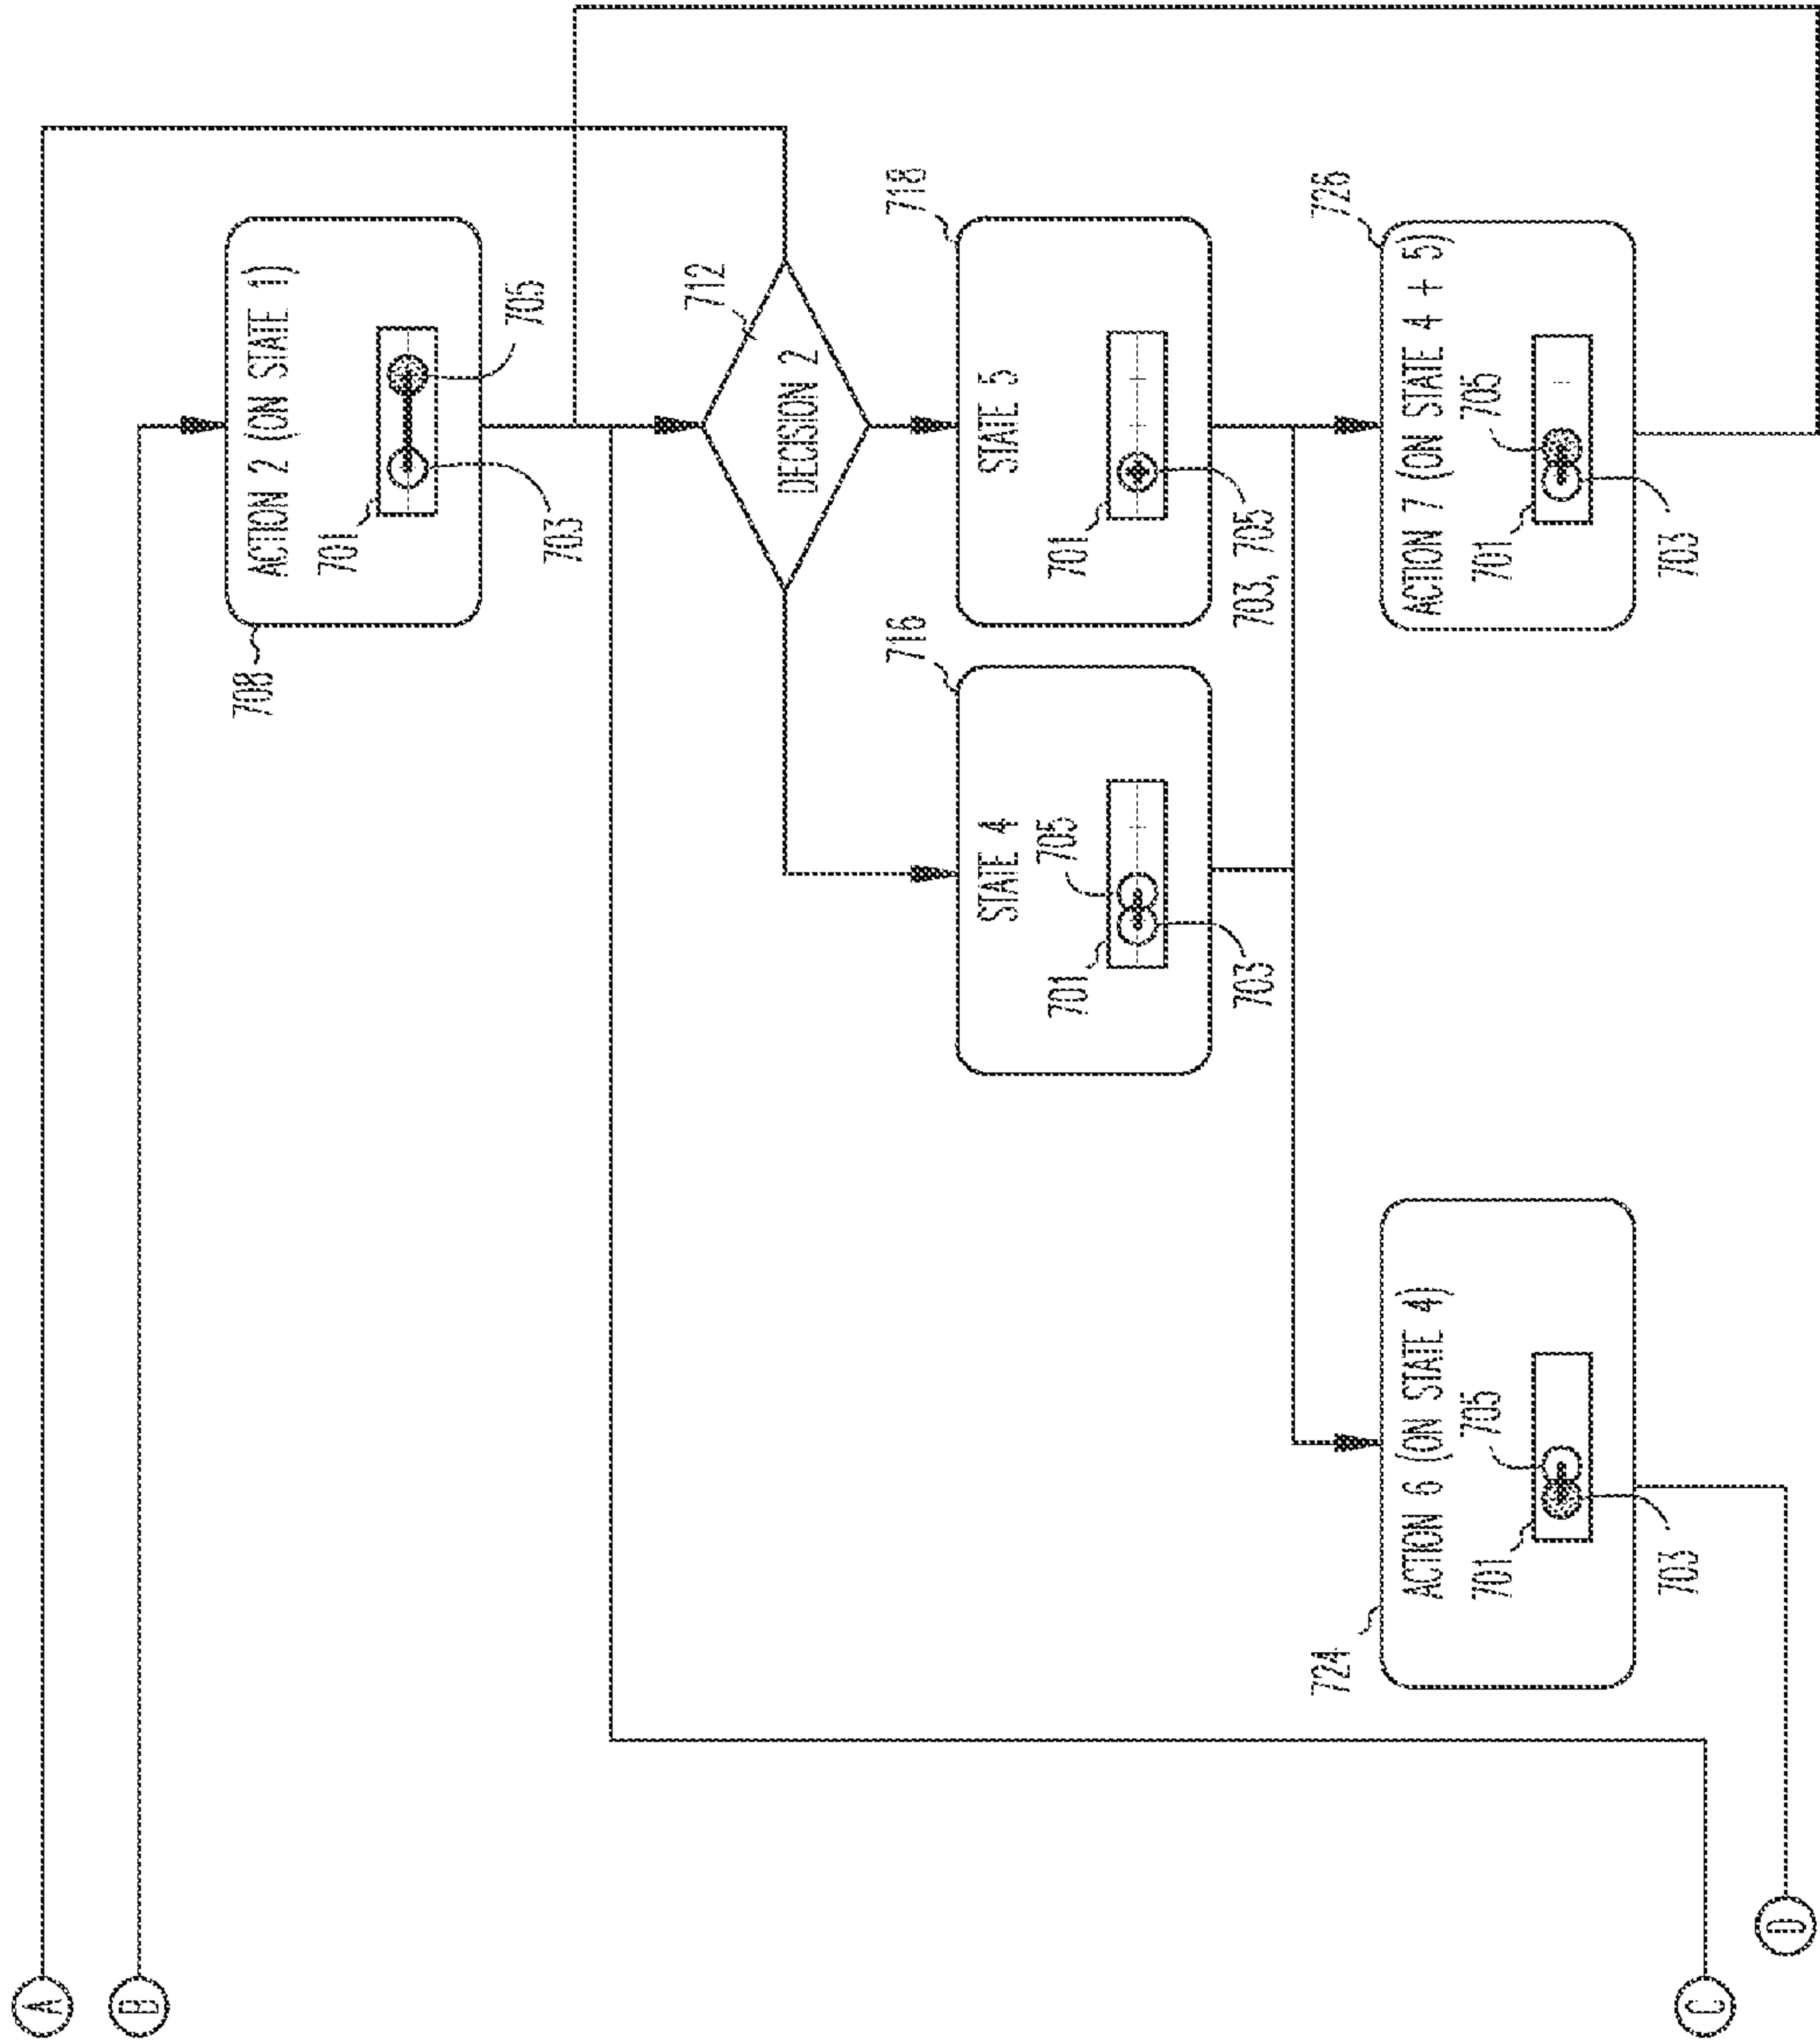 A
B
708
ACTION 2 (ON STATE 1)
701
703
705
DECISION 2
712
716
STATE 4
701
705
703
718
STATE 5
701
703, 705
724
ACTION 6 (ON STATE 4)
701
705
703
726
ACTION 7 (ON STATE 4 + 5)
701
705
703
C
D